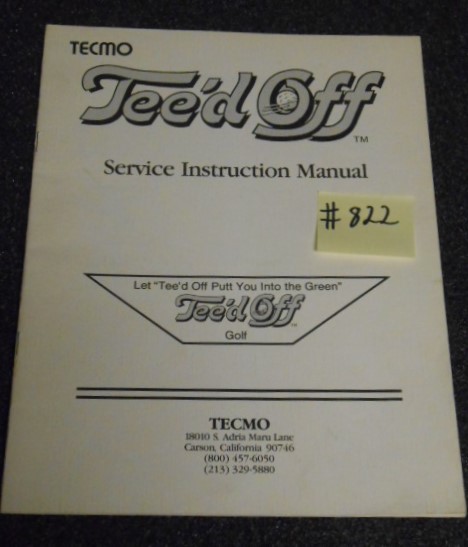 TECMO
Tee'd Off
TM
Service Instruction Manual
# 822
Let "Tee'd Off Putt You Into the Green"
Tee'd Off
TM
Golf
TECMO
18010 S. Adria Maru Lane
Carson, California 90746
(800) 457-6050
(213) 329-5880